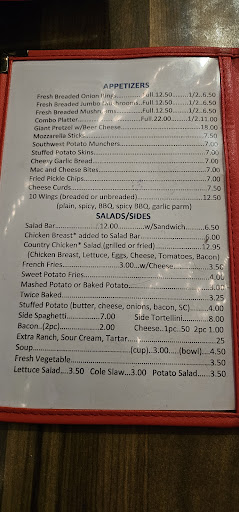 APPETIZERS
Fresh Breaded Onion Rings....Full.12.50.......1/2..6.50
Fresh Breaded Jumbo Mushrooms..Full.12.50....1/2..6.50
Fresh Breaded Mushrooms....Full.12.50.......1/2..6.50
Combo Platter....Full.22.00.....1/2.11.00
Giant Pretzel w/Beer Cheese....18.00
Mozzarella Sticks....7.50
Southwest Potato Munchers....7.50
Stuffed Potato Skins....7.00
Cheesy Garlic Bread....7.00
Mac and Cheese Bites....7.00
Fried Pickle Chips....7.00
Cheese Curds....7.50
10 Wings (breaded or unbreaded)....12.50
(plain, spicy, BBQ, spicy BBQ, garlic parm)
SALADS/SIDES
Salad Bar....12.00........w/Sandwich....6.50
Chicken Breast* added to Salad Bar....6.00
Country Chicken* Salad (grilled or fried)....12.95
(Chicken Breast, Lettuce, Eggs, Cheese, Tomatoes, Bacon)
French Fries....3.00...w/Cheese....3.50
Sweet Potato Fries....4.00
Mashed Potato or Baked Potato....3.00
Twice Baked....3.25
Stuffed Potato (butter, cheese, onions, bacon, SC)....4.00
Side Spaghetti.......7.00 Side Tortellini........8.00
Bacon..(2pc)........2.00 Cheese..1pc .50 2pc 1.00
Extra Ranch, Sour Cream, Tartar....25
Soup....(cup). 3.00.....(bowl)....4.50
Fresh Vegetable....3.50
Lettuce Salad....3.50 Cole Slaw...3.00 Potato Salad.....3.50